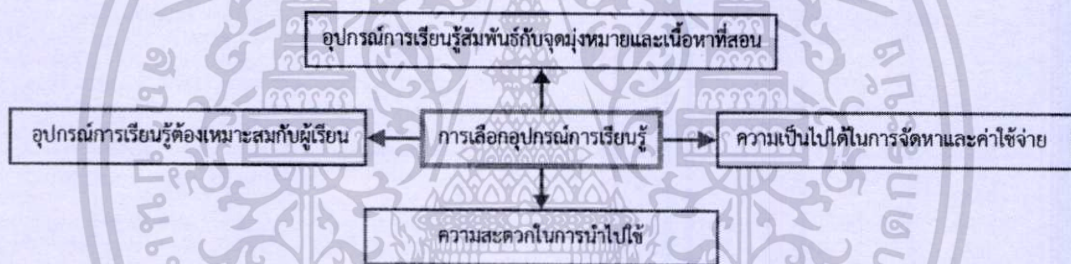 อุปกรณ์การเรียนรู้สัมพันธ์กับจุดมุ่งหมายและเนื้อหาที่สอน
อุปกรณ์การเรียนรู้ต้องเหมาะสมกับผู้เรียน
การเลือกอุปกรณ์การเรียนรู้
ความเป็นไปได้ในการจัดหาและค่าใช้จ่าย
ความสะดวกในการนำไปใช้